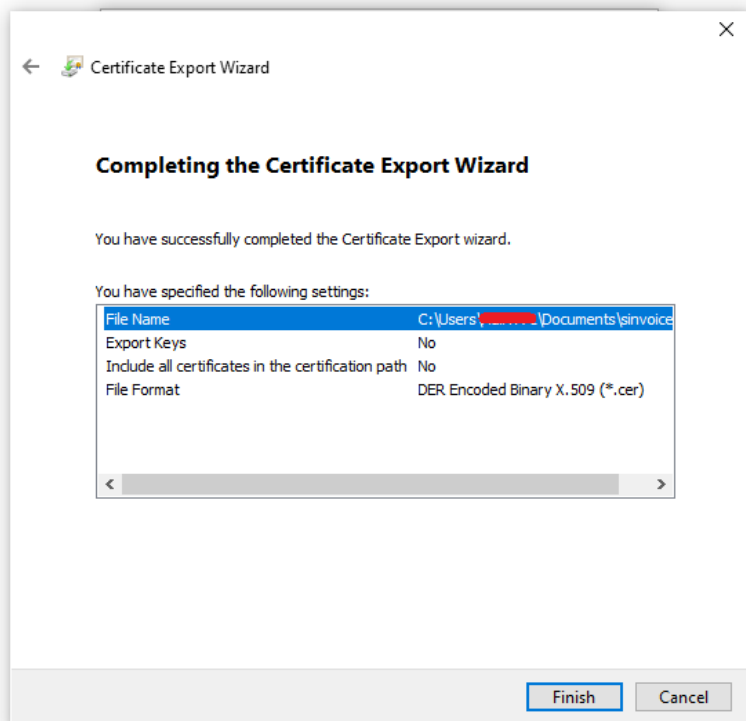 Certificate Export Wizard
Completing the Certificate Export Wizard
You have successfully completed the Certificate Export wizard.
You have specified the following settings:
File Name C:\Users\ \Documents\sinvoice
Export Keys No
Include all certificates in the certification path No
File Format DER Encoded Binary X.509 (*.cer)
Finish Cancel